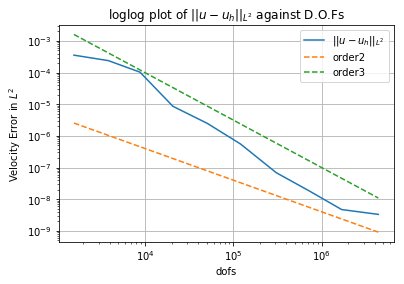 loglog plot of $||u - u_h||_{L^2}$ against D.O.Fs
Velocity Error in $L^2$
$10^{-3}$
$10^{-4}$
$10^{-5}$
$10^{-6}$
$10^{-7}$
$10^{-8}$
$10^{-9}$
$||u - u_h||_{L^2}$
order2
order3
$10^4$
$10^5$
$10^6$
dofs